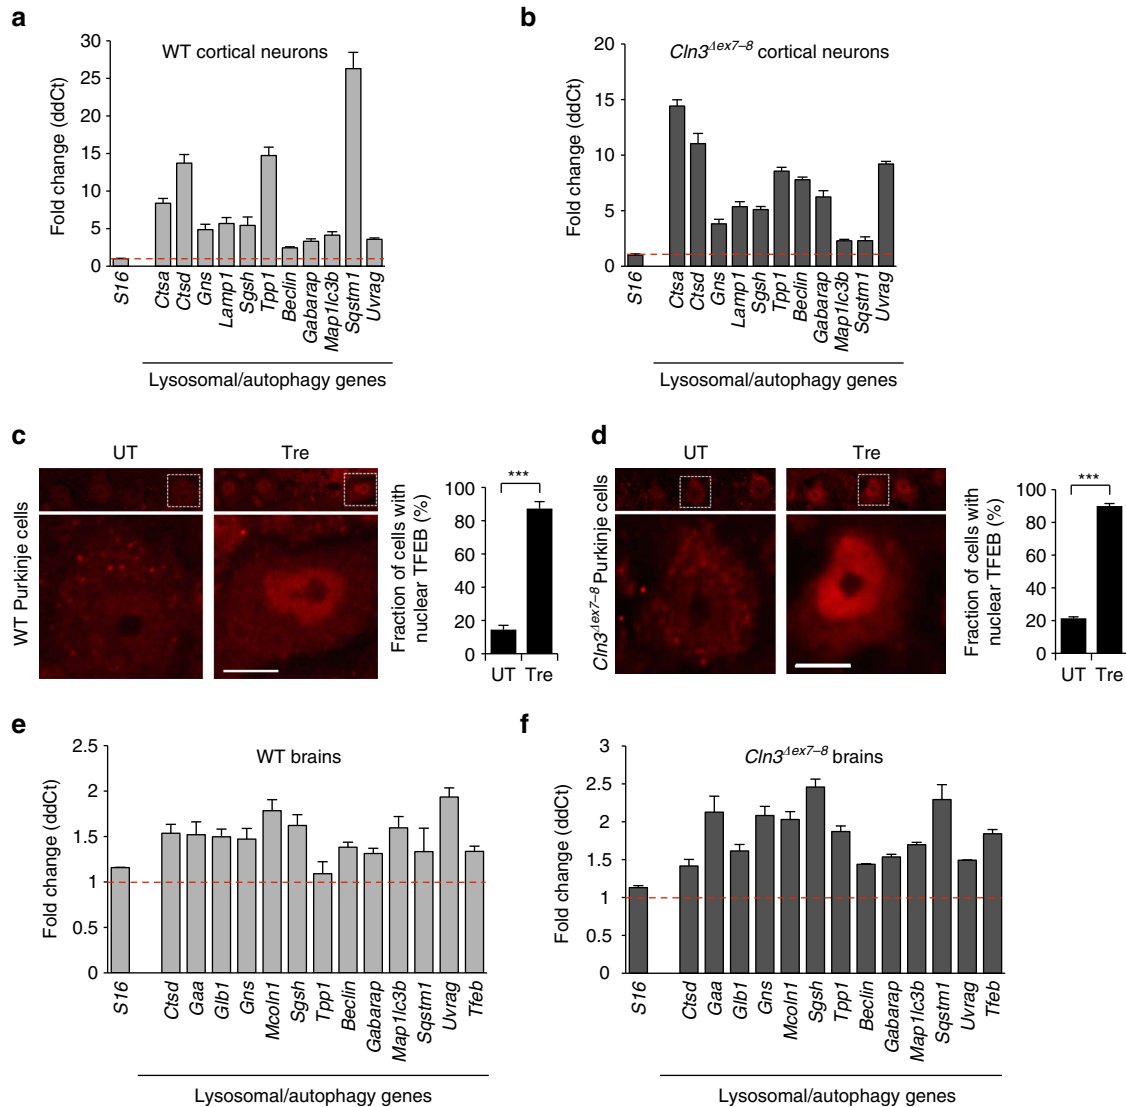 a
WT cortical neurons
Fold change (ddCt)
30
25
20
15
10
5
0
S16
Ctsa
Ctsd
Gns
Lamp1
Sgsh
Tpp1
Beclin
Gabarap
Map1lc3b
Sqstm1
Uvrag
Lysosomal/autophagy genes
b
Cln3Δex7–8 cortical neurons
Fold change (ddCt)
20
15
10
5
0
S16
Ctsa
Ctsd
Gns
Lamp1
Sgsh
Tpp1
Beclin
Gabarap
Map1lc3b
Sqstm1
Uvrag
Lysosomal/autophagy genes
c
UT
Tre
WT Purkinje cells
Fraction of cells with
nuclear TFEB (%)
100
80
60
40
20
0
***
UT Tre
d
UT
Tre
Cln3Δex7–8 Purkinje cells
Fraction of cells with
nuclear TFEB (%)
100
80
60
40
20
0
***
UT Tre
e
WT brains
Fold change (ddCt)
2.5
2
1.5
1
0.5
0
S16
Ctsd
Gaa
Glb1
Gns
Mcoln1
Sgsh
Tpp1
Beclin
Gabarap
Map1lc3b
Sqstm1
Uvrag
Tfeb
Lysosomal/autophagy genes
f
Cln3Δex7–8 brains
Fold change (ddCt)
3
2.5
2
1.5
1
0.5
0
S16
Ctsd
Gaa
Glb1
Gns
Mcoln1
Sgsh
Tpp1
Beclin
Gabarap
Map1lc3b
Sqstm1
Uvrag
Tfeb
Lysosomal/autophagy genes